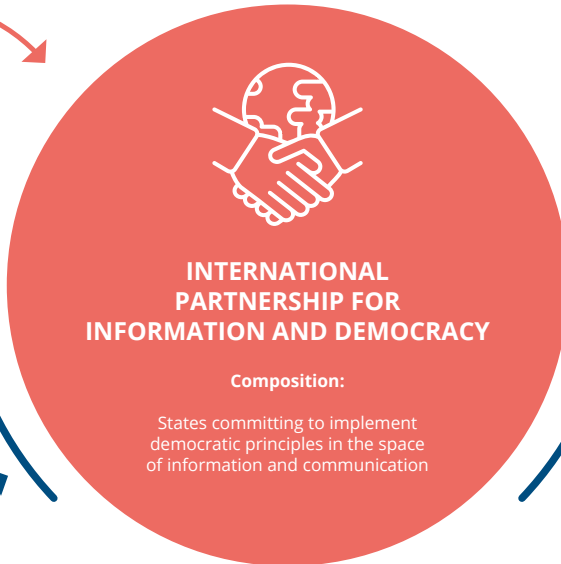 INTERNATIONAL
PARTNERSHIP FOR
INFORMATION AND DEMOCRACY
Composition:
States committing to implement
democratic principles in the space
of information and communication